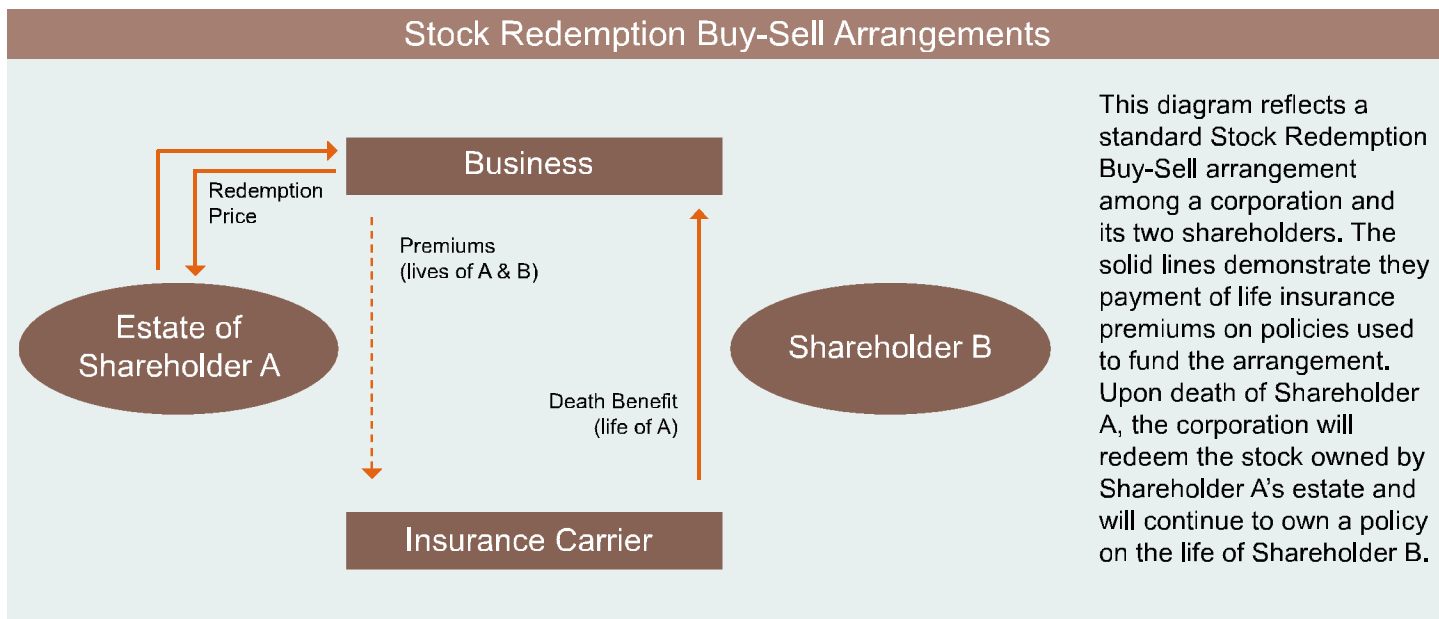 Stock Redemption Buy-Sell Arrangements
Business
Redemption
Price
Premiums
(lives of A & B)
Estate of
Shareholder A
Shareholder B
Death Benefit
(life of A)
Insurance Carrier
This diagram reflects a
standard Stock Redemption
Buy-Sell arrangement
among a corporation and
its two shareholders. The
solid lines demonstrate they
payment of life insurance
premiums on policies used
to fund the arrangement.
Upon death of Shareholder
A, the corporation will
redeem the stock owned by
Shareholder A’s estate and
will continue to own a policy
on the life of Shareholder B.